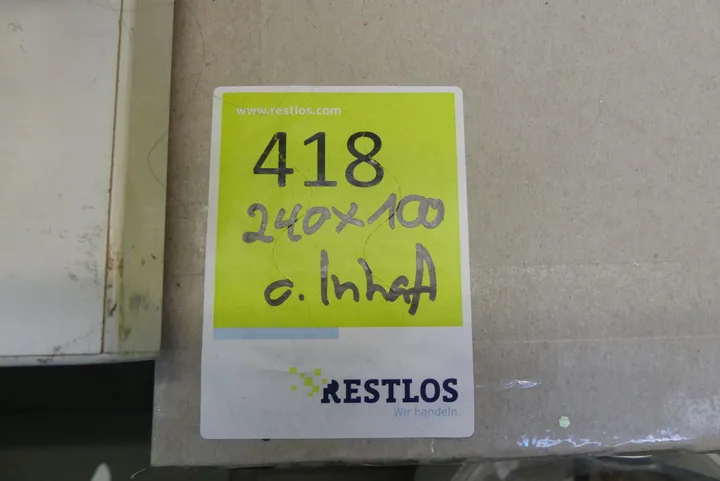 www.restlos.com
418
240x100
o. Inhalt
RESTLOS
Wir handeln.